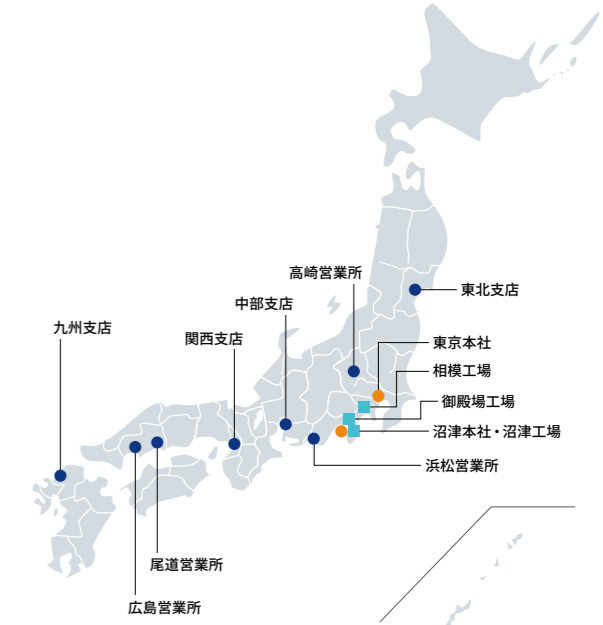 高崎営業所
東北支店
中部支店
九州支店
関西支店
東京本社
相模工場
御殿場工場
沼津本社・沼津工場
浜松営業所
尾道営業所
広島営業所